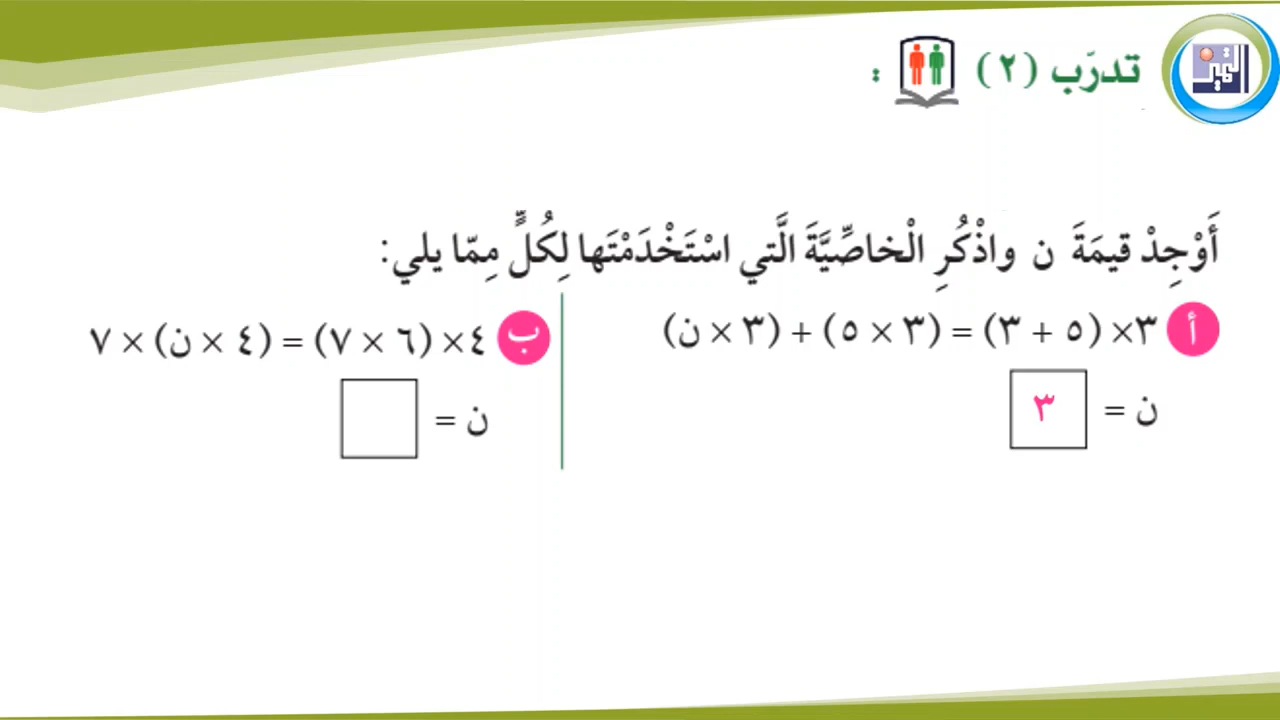 تدرّب (٢) :
التميز
أَوْجِدْ قيمَةَ ن واذْكُرِ الْخاصِّيَّةَ الَّتي اسْتَخْدَمْتَها لِكُلٍّ مِمّا يلي:
أ ٣× (٥ + ٣) = (٣ × ٥) + (٣ × ن)
ن = ٣
ب ٤× (٦ × ٧) = (٤ × ن) × ٧
ن =